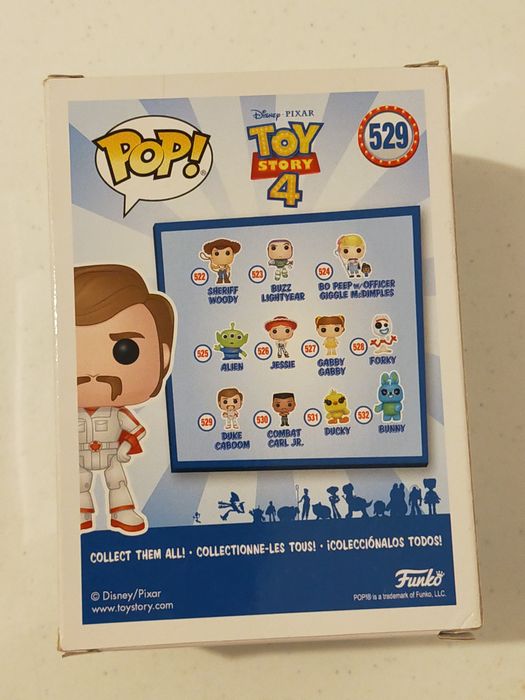 POP!
Disney · PIXAR
TOY
STORY
4
529
522
SHERIFF
WOODY
523
BUZZ
LIGHTYEAR
524
BO PEEP w/OFFICER
GIGGLE McDIMPLES
525
ALIEN
526
JESSIE
527
GABBY
GABBY
528
FORKY
529
DUKE
CABOOM
530
COMBAT
CARL JR.
531
DUCKY
532
BUNNY
COLLECT THEM ALL! · COLLECTIONNE-LES TOUS! · ¡COLECCIÓNALOS TODOS!
© Disney/Pixar
www.toystory.com
Funko
POP!® is a trademark of Funko, LLC.